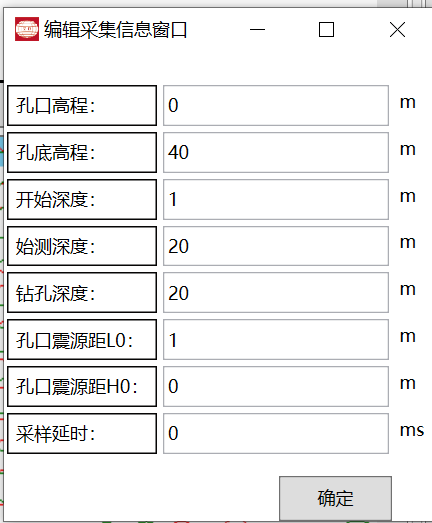 编辑采集信息窗口
孔口高程： 0 m
孔底高程： 40 m
开始深度： 1 m
始测深度： 20 m
钻孔深度： 20 m
孔口震源距L0： 1 m
孔口震源距H0： 0 m
采样延时： 0 ms
确定